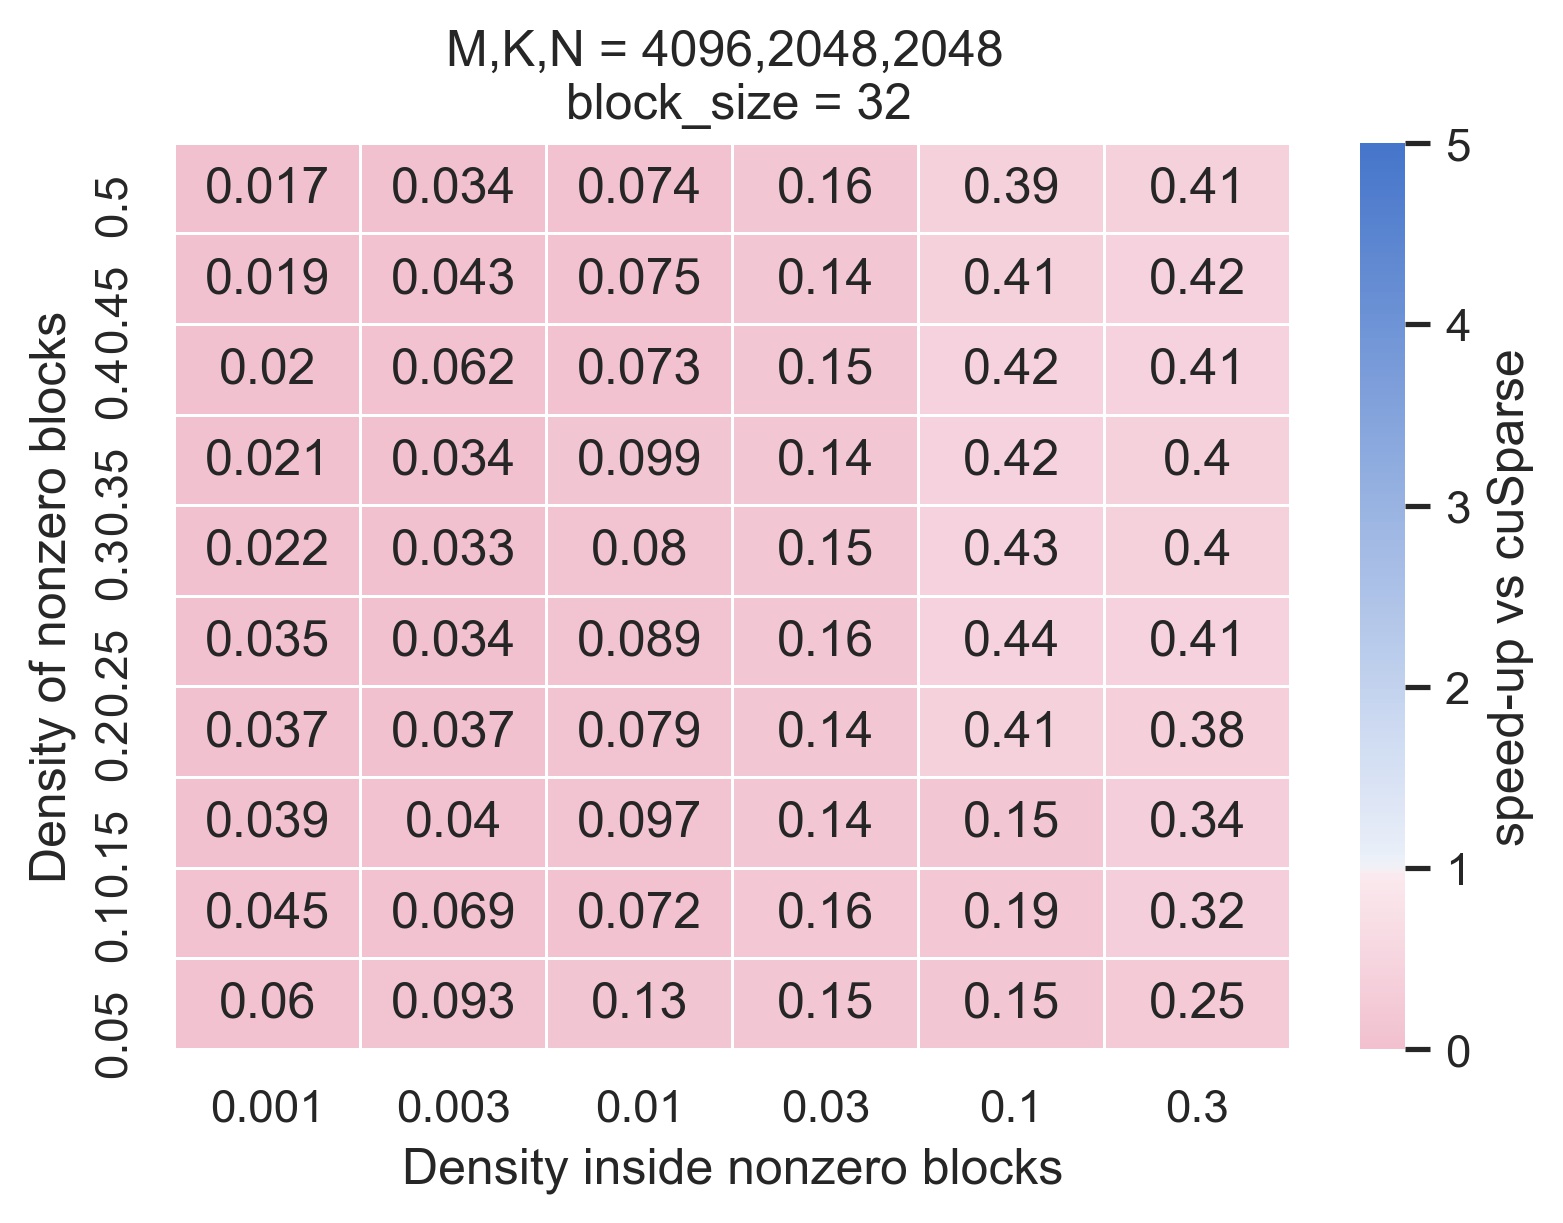 M,K,N = 4096,2048,2048
block_size = 32
Density of nonzero blocks
0.5 0.017 0.034 0.074 0.16 0.39 0.41
0.45 0.019 0.043 0.075 0.14 0.41 0.42
0.4 0.02 0.062 0.073 0.15 0.42 0.41
0.35 0.021 0.034 0.099 0.14 0.42 0.4
0.3 0.022 0.033 0.08 0.15 0.43 0.4
0.25 0.035 0.034 0.089 0.16 0.44 0.41
0.2 0.037 0.037 0.079 0.14 0.41 0.38
0.15 0.039 0.04 0.097 0.14 0.15 0.34
0.1 0.045 0.069 0.072 0.16 0.19 0.32
0.05 0.06 0.093 0.13 0.15 0.15 0.25
0.001 0.003 0.01 0.03 0.1 0.3
Density inside nonzero blocks
5
4
3
2
1
0
speed-up vs cuSparse